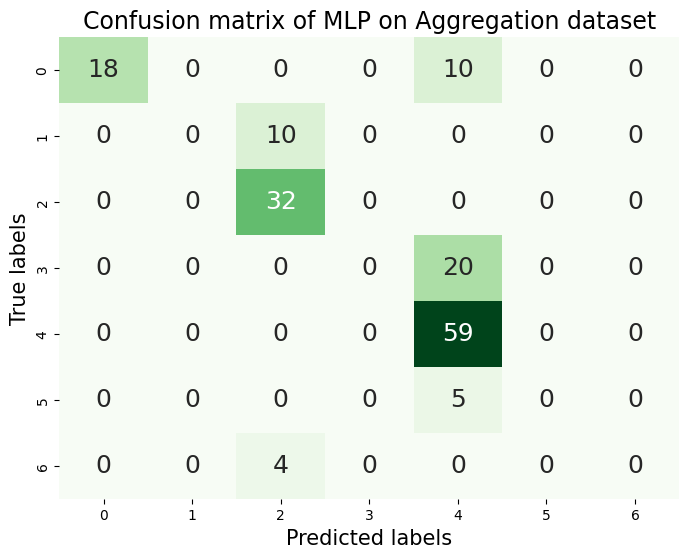 Confusion matrix of MLP on Aggregation dataset
True labels
0 18 0 0 0 10 0 0
1 0 0 10 0 0 0 0
2 0 0 32 0 0 0 0
3 0 0 0 0 20 0 0
4 0 0 0 0 59 0 0
5 0 0 0 0 5 0 0
6 0 0 4 0 0 0 0
0 1 2 3 4 5 6
Predicted labels